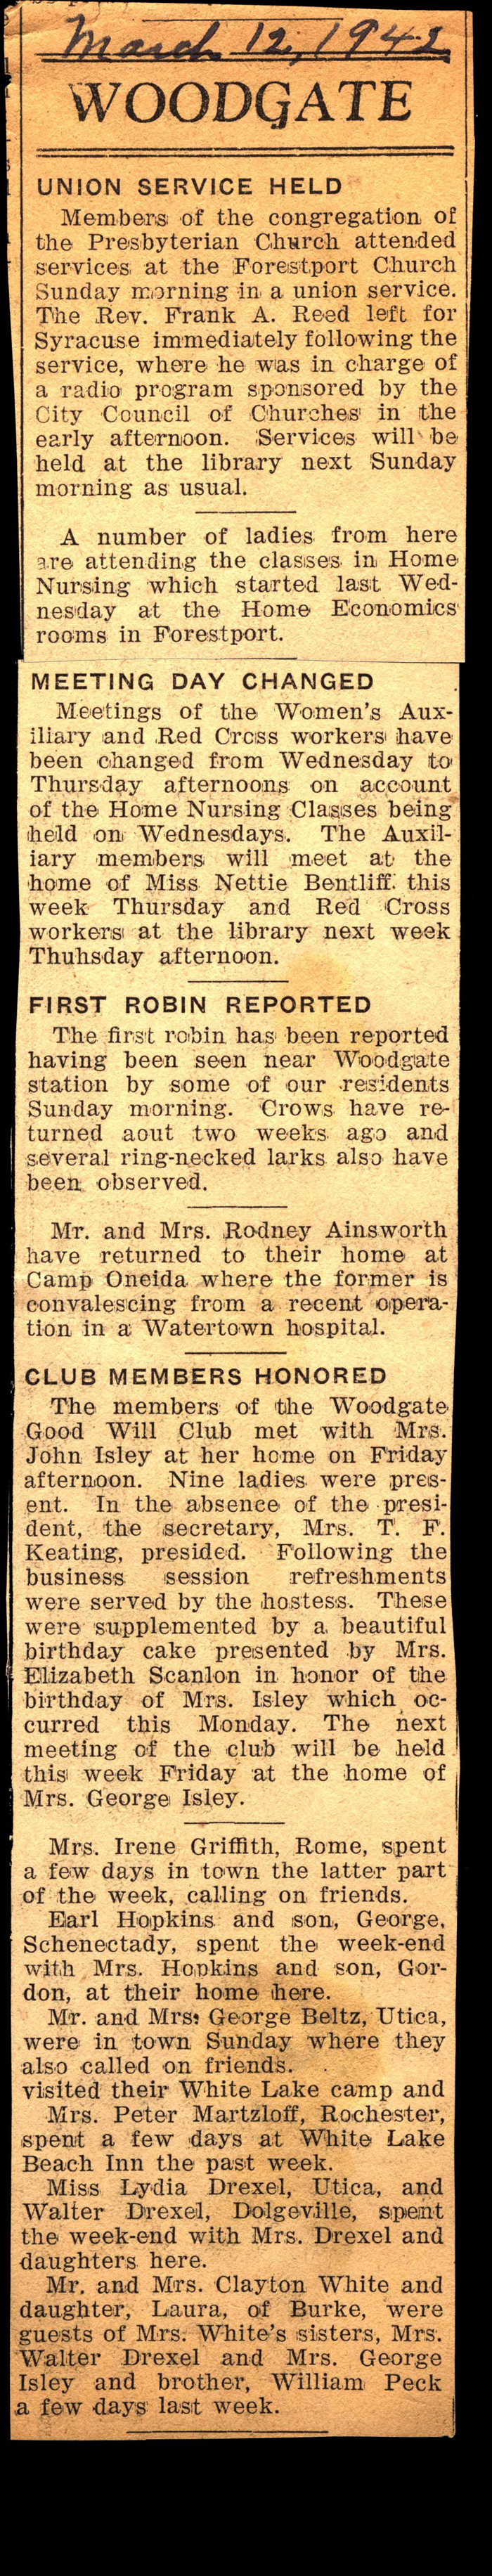 March 12, 1942
WOODGATE
UNION SERVICE HELD
Members of the congregation of
the Presbyterian Church attended
services at the Forestport Church
Sunday morning in a union service.
The Rev. Frank A. Reed left for
Syracuse immediately following the
service, where he was in charge of
a radio program sponsored by the
City Council of Churches in the
early afternoon. Services will be
held at the library next Sunday
morning as usual.
A number of ladies from here
are attending the classes in Home
Nursing which started last Wed-
nesday at the Home Economics
rooms in Forestport.
MEETING DAY CHANGED
Meetings of the Women's Aux-
iliary and Red Cross workers have
been changed from Wednesday to
Thursday afternoons on account
of the Home Nursing Classes being
held on Wednesdays. The Auxil-
iary members will meet at the
home of Miss Nettie Bentliff this
week Thursday and Red Cross
workers at the library next week
Thuhsday afternoon.
FIRST ROBIN REPORTED
The first robin has been reported
having been seen near Woodgate
station by some of our residents
Sunday morning. Crows have re-
turned aout two weeks ago and
several ring-necked larks also have
been observed.
Mr. and Mrs. Rodney Ainsworth
have returned to their home at
Camp Oneida where the former is
convalescing from a recent opera-
tion in a Watertown hospital.
CLUB MEMBERS HONORED
The members of the Woodgate
Good Will Club met with Mrs.
John Isley at her home on Friday
afternoon. Nine ladies were pres-
ent. In the absence of the presi-
dent, the secretary, Mrs. T. F.
Keating, presided. Following the
business session refreshments
were served by the hostess. These
were supplemented by a beautiful
birthday cake presented by Mrs.
Elizabeth Scanlon in honor of the
birthday of Mrs. Isley which oc-
curred this Monday. The next
meeting of the club will be held
this week Friday at the home of
Mrs. George Isley.
Mrs. Irene Griffith, Rome, spent
a few days in town the latter part
of the week, calling on friends.
Earl Hopkins and son, George,
Schenectady, spent the week-end
with Mrs. Hopkins and son, Gor-
don, at their home here.
Mr. and Mrs. George Beltz, Utica,
were in town Sunday where they
also called on friends.
visited their White Lake camp and
Mrs. Peter Martzloff, Rochester,
spent a few days at White Lake
Beach Inn the past week.
Miss Lydia Drexel, Utica, and
Walter Drexel, Dolgeville, spent
the week-end with Mrs. Drexel and
daughters here.
Mr. and Mrs. Clayton White and
daughter, Laura, of Burke, were
guests of Mrs. White's sisters, Mrs.
Walter Drexel and Mrs. George
Isley and brother, William Peck
a few days last week.